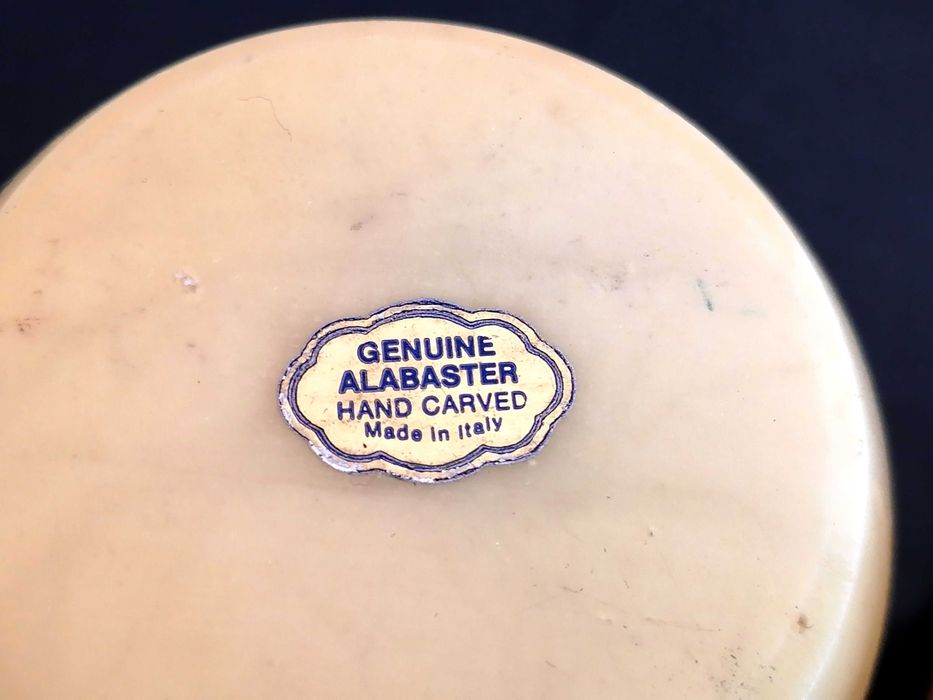 GENUINE
ALABASTER
HAND CARVED
Made in Italy